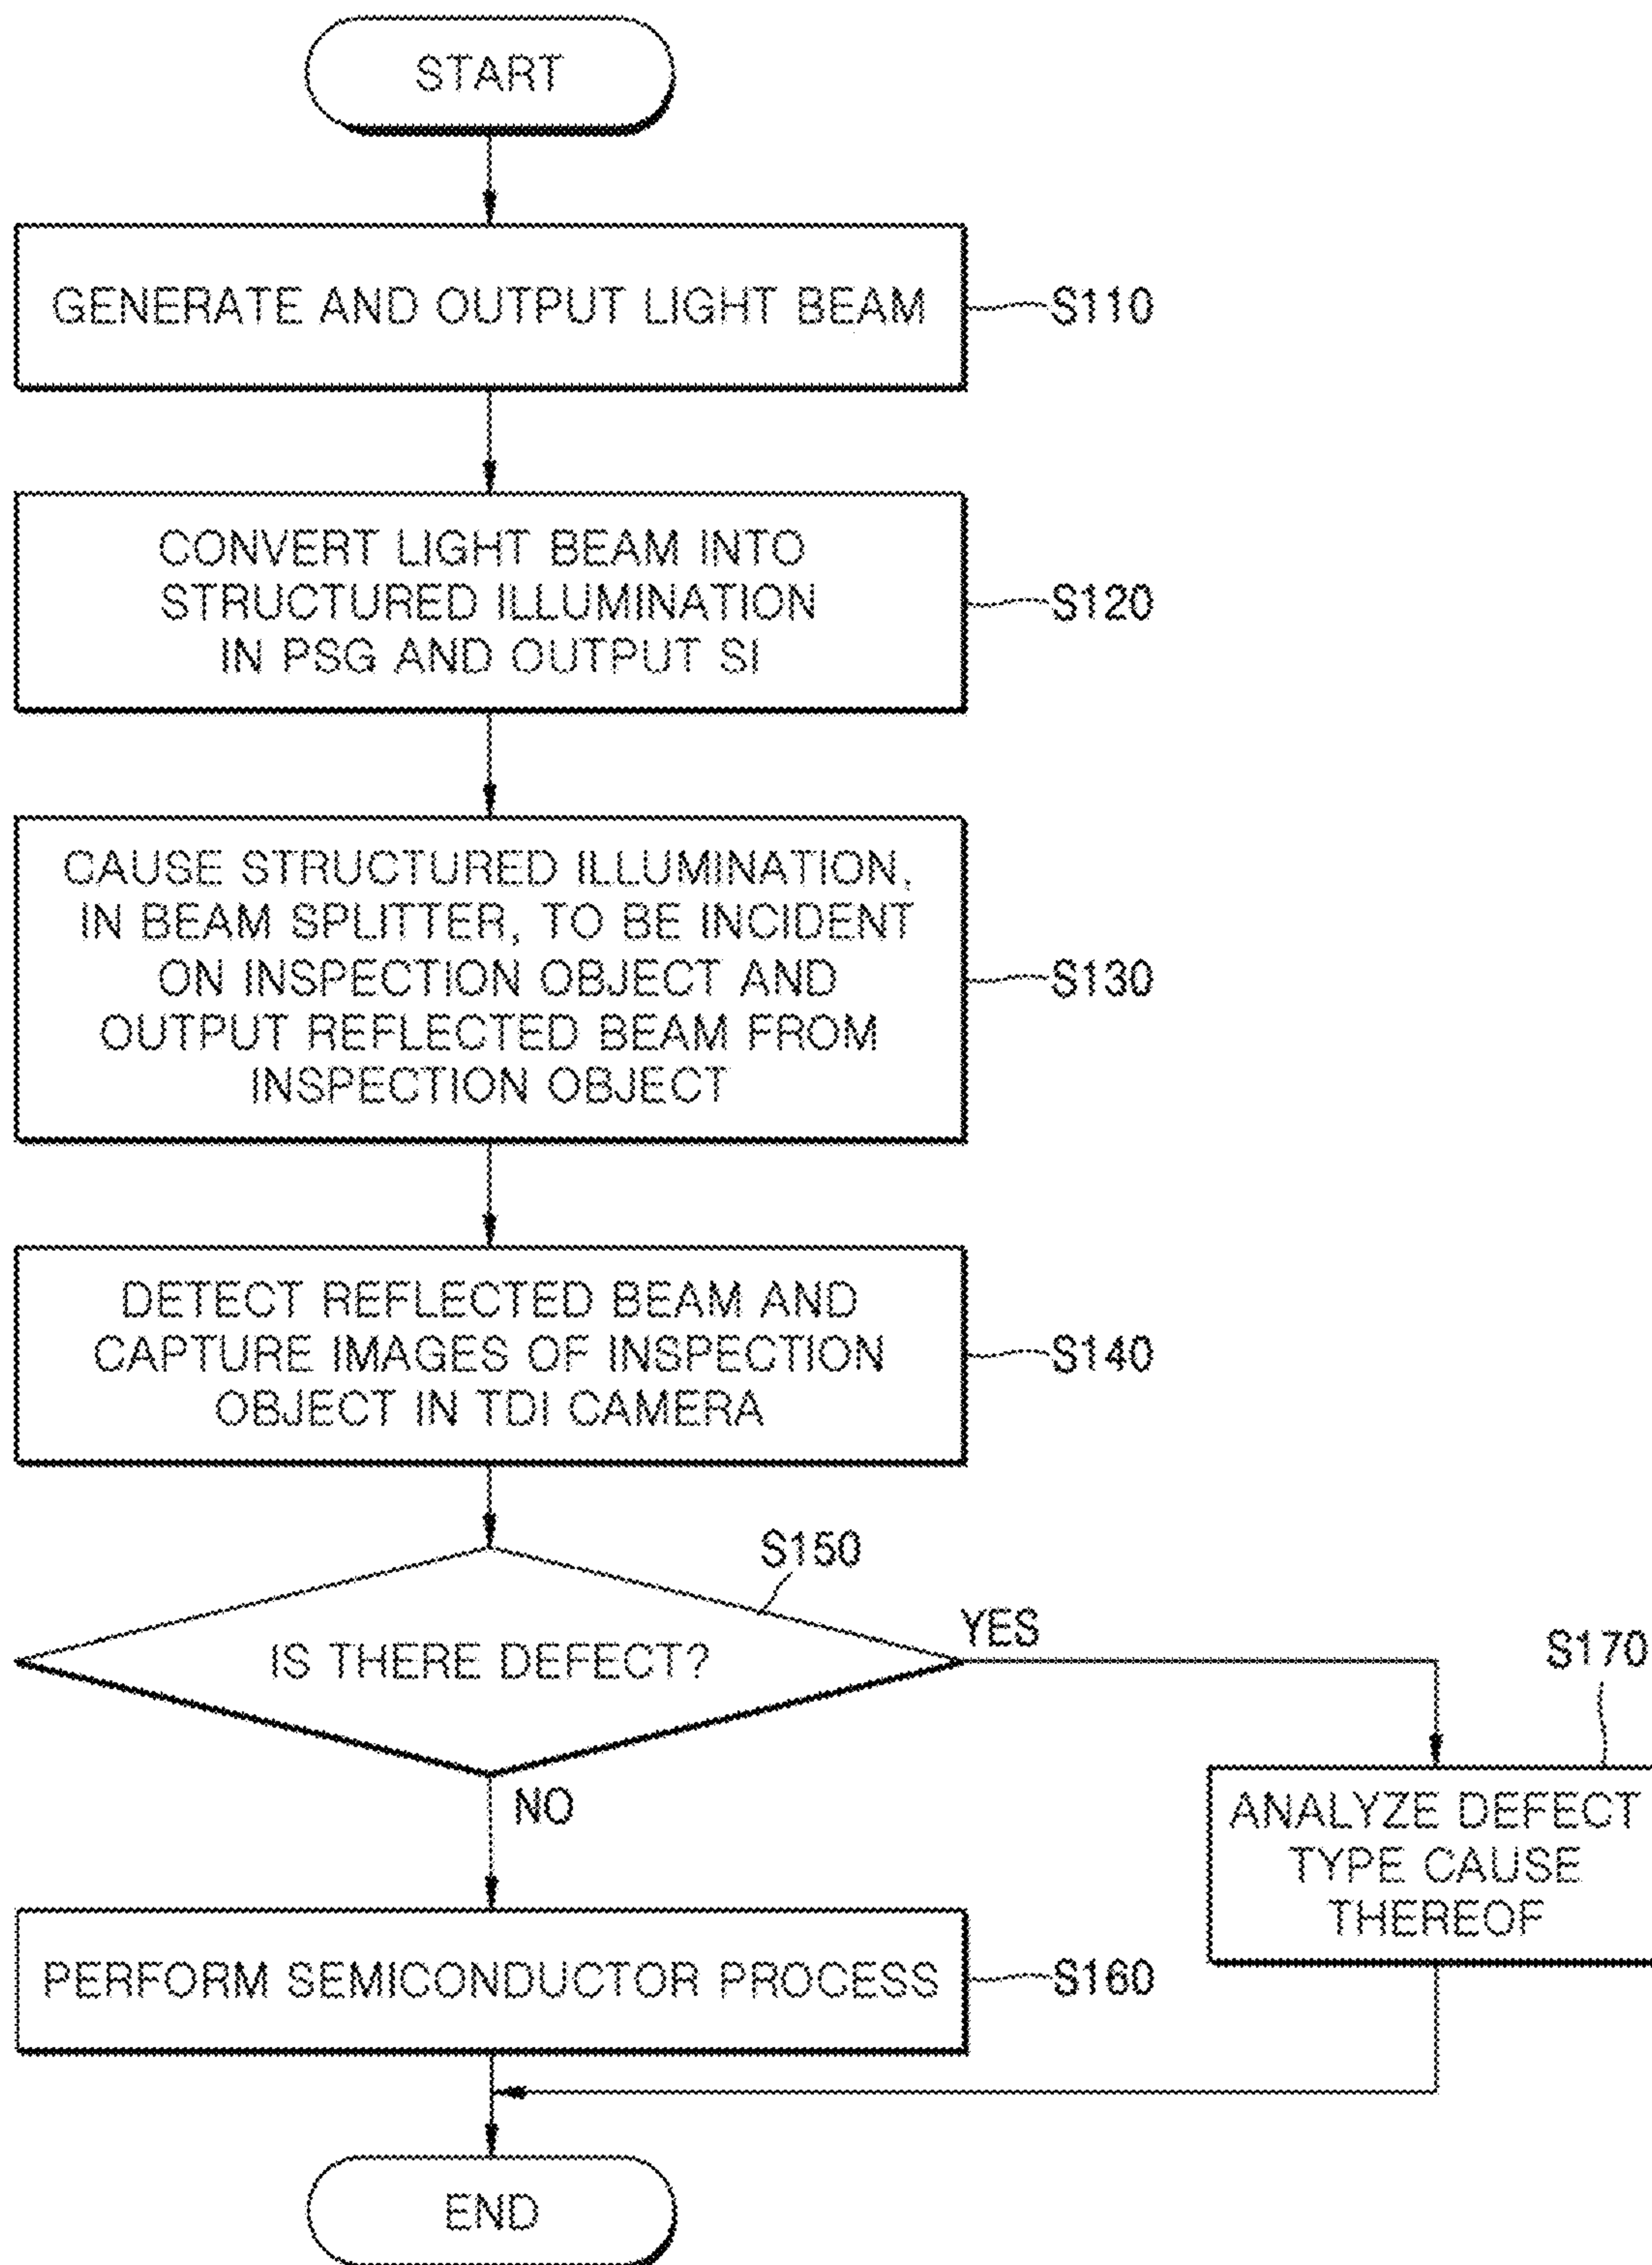 START
GENERATE AND OUTPUT LIGHT BEAM
S110
CONVERT LIGHT BEAM INTO
STRUCTURED ILLUMINATION
IN PSG AND OUTPUT SI
S120
CAUSE STRUCTURED ILLUMINATION,
IN BEAM SPLITTER, TO BE INCIDENT
ON INSPECTION OBJECT AND
OUTPUT REFLECTED BEAM FROM
INSPECTION OBJECT
S130
DETECT REFLECTED BEAM AND
CAPTURE IMAGES OF INSPECTION
OBJECT IN TDI CAMERA
S140
S150
IS THERE DEFECT?
YES
NO
S170
ANALYZE DEFECT
TYPE CAUSE
THEREOF
PERFORM SEMICONDUCTOR PROCESS
S160
END